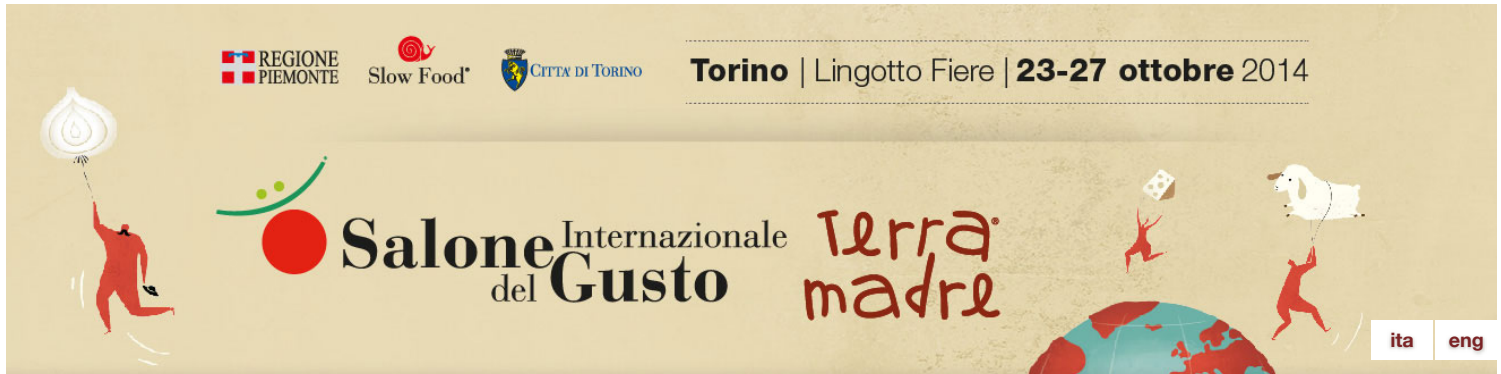 REGIONE
PIEMONTE
Slow Food®
CITTA' DI TORINO
Torino | Lingotto Fiere | 23-27 ottobre 2014
Salone Internazionale
del Gusto
Terra®
madre
ita eng